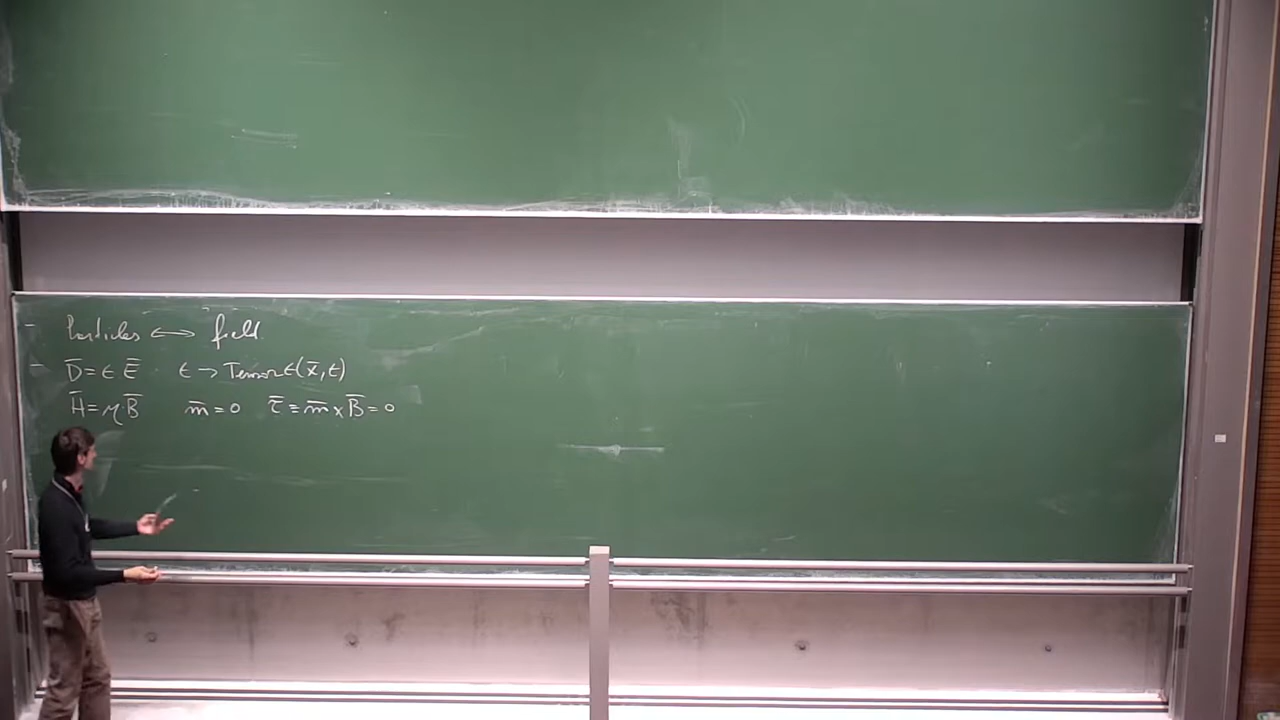 - Particles ↔ field
- D̄ = ϵ Ē ϵ → Tensor ϵ(x̄, t)
H̄ = μ B̄ m̄ = 0 τ̄ = m̄ × B̄ = 0